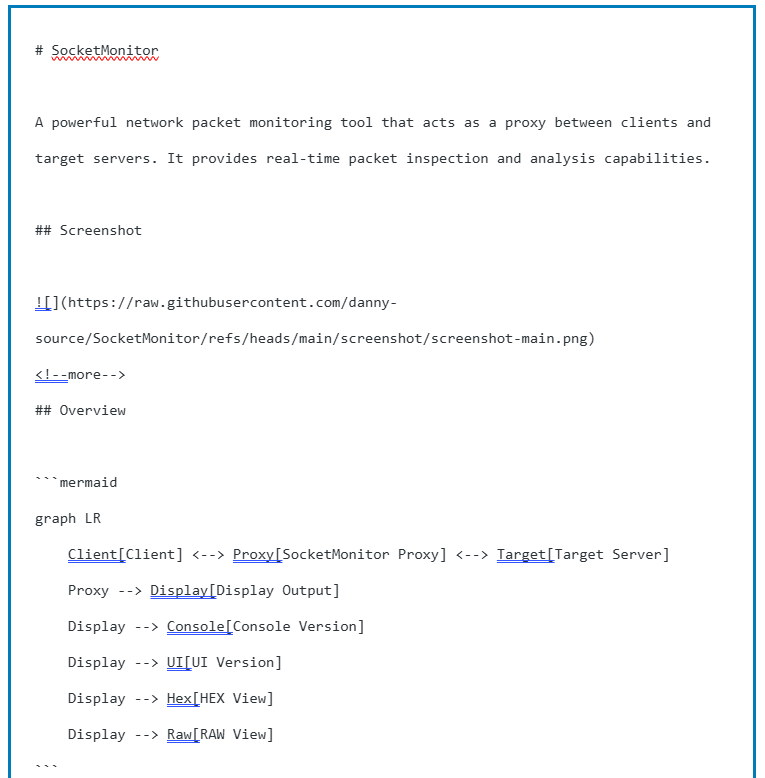 # SocketMonitor
A powerful network packet monitoring tool that acts as a proxy between clients and
target servers. It provides real-time packet inspection and analysis capabilities.
## Screenshot
![](https://raw.githubusercontent.com/danny-
source/SocketMonitor/refs/heads/main/screenshot/screenshot-main.png)
<!--more-->
## Overview
```mermaid
graph LR
    Client[Client] <--> Proxy[SocketMonitor Proxy] <--> Target[Target Server]
    Proxy --> Display[Display Output]
    Display --> Console[Console Version]
    Display --> UI[UI Version]
    Display --> Hex[HEX View]
    Display --> Raw[RAW View]
```